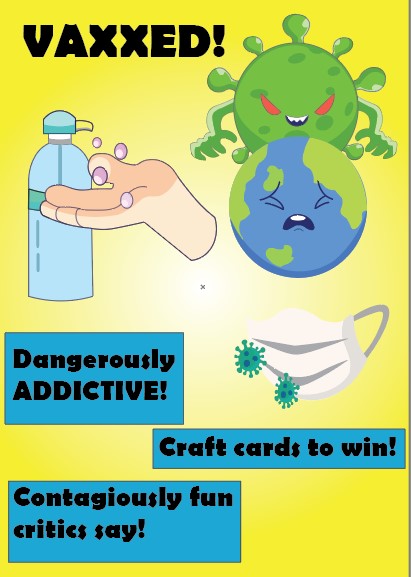 VAXXED!
Dangerously
ADDICTIVE!
Craft cards to win!
Contagiously fun
critics say!